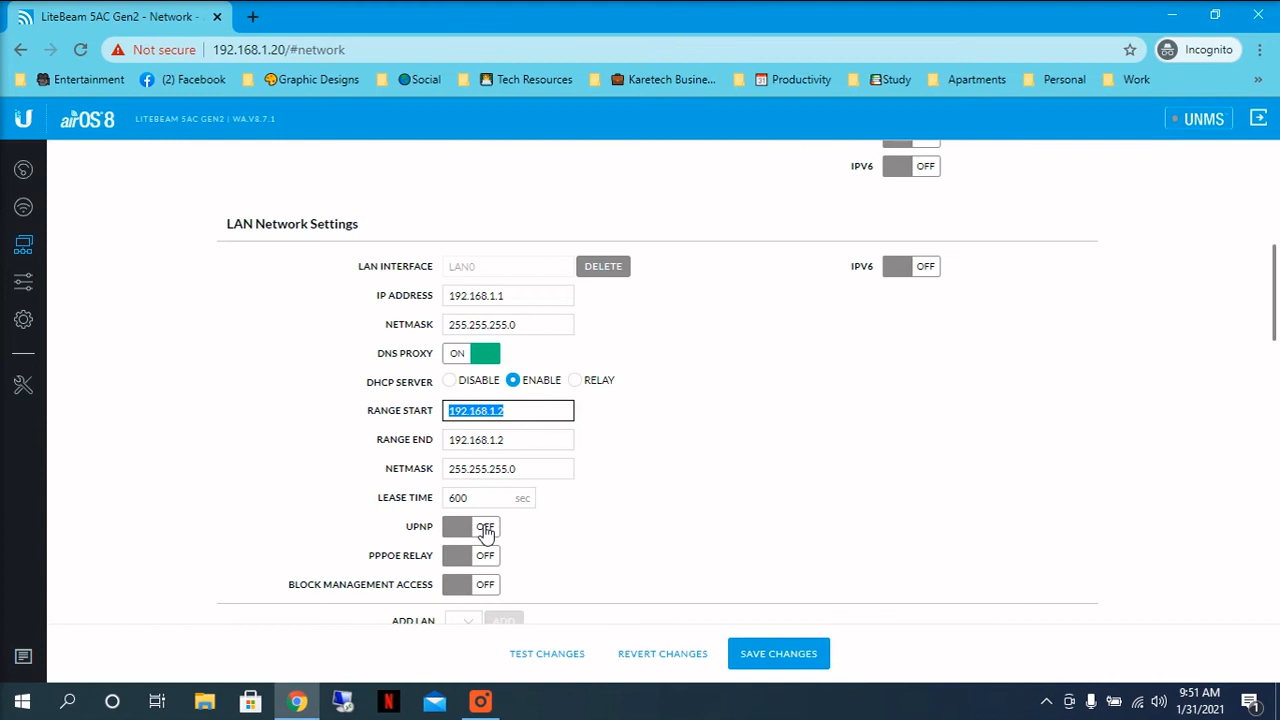 LiteBeam 5AC Gen2 - Network -
Not secure 192.168.1.20/#network Incognito
Entertainment (2) Facebook Graphic Designs Social Tech Resources Karetech Busine... Productivity Study Apartments Personal Work »
U airOS 8 LITEBEAM 5AC GEN2 | WA.V8.7.1 UNMS
IPV6 OFF
LAN Network Settings
LAN INTERFACE LAN0 DELETE IPV6 OFF
IP ADDRESS 192.168.1.1
NETMASK 255.255.255.0
DNS PROXY ON
DHCP SERVER DISABLE ENABLE RELAY
RANGE START 192.168.1.2
RANGE END 192.168.1.2
NETMASK 255.255.255.0
LEASE TIME 600 sec
UPNP OFF
PPPOE RELAY OFF
BLOCK MANAGEMENT ACCESS OFF
ADD LAN ADD
TEST CHANGES REVERT CHANGES SAVE CHANGES
9:51 AM
1/31/2021 1